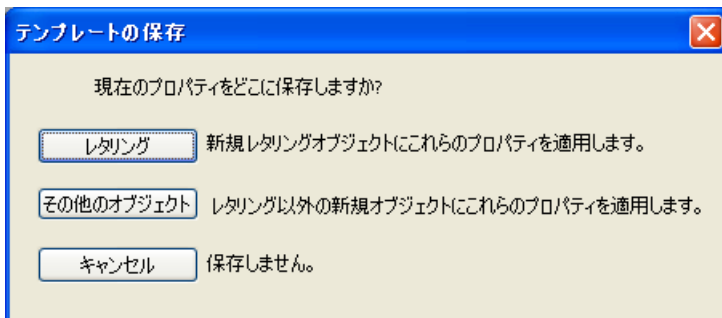 テンプレートの保存
現在のプロパティをどこに保存しますか?
レタリング 新規レタリングオブジェクトにこれらのプロパティを適用します。
その他のオブジェクト レタリング以外の新規オブジェクトにこれらのプロパティを適用します。
キャンセル 保存しません。